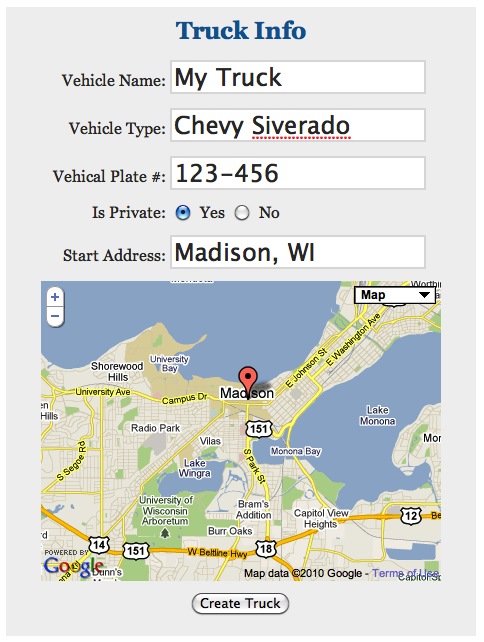 Truck Info
Vehicle Name: My Truck
Vehicle Type: Chevy Siverado
Vehical Plate #: 123-456
Is Private: Yes No
Start Address: Madison, WI
+
−
Map
E Washington Ave
E Johnson St
University Bay
Shorewood Hills
University Ave
Campus Dr
Madison
Lake Monona
Radio Park
151
Vilas
Monona Bay
S Park St
S Segoe Rd
Lake Wingra
University of Wisconsin Arboretum
Bram's Addition
Capitol View Heights
12
Burr Oaks
14
151
W Beltline Hwy
18
POWERED BY
Google
Dunn's
Map data ©2010 Google - Terms of Use
Create Truck